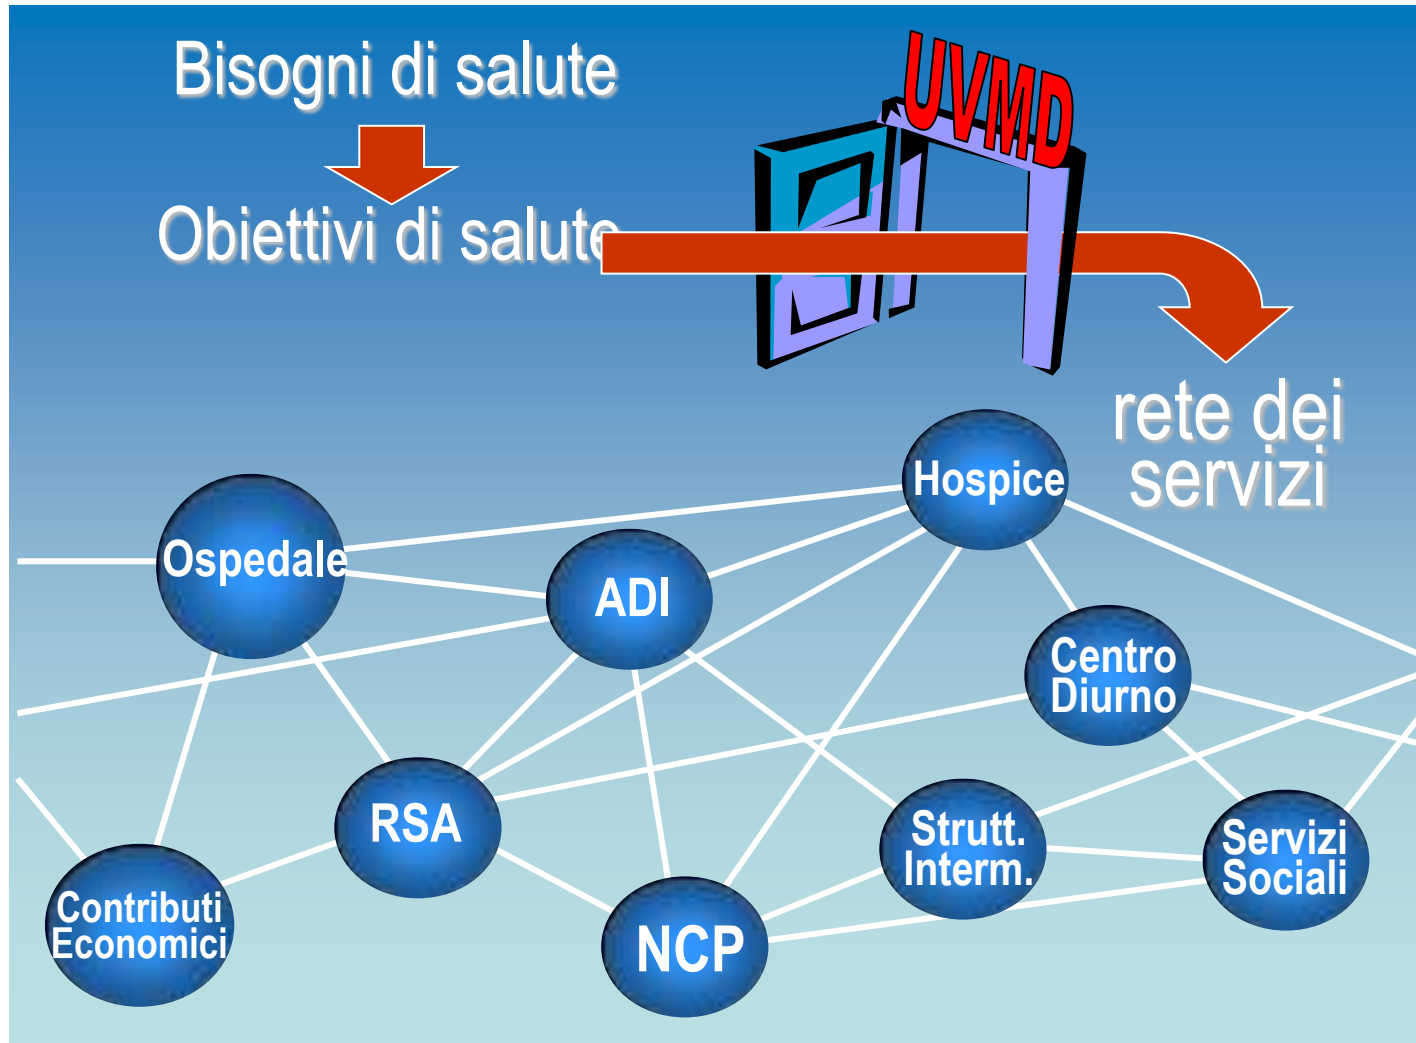 Bisogni di salute
UVMD
Obiettivi di salute
rete dei
servizi
Hospice
Ospedale
ADI
Centro
Diurno
RSA
Strutt.
Interm.
Servizi
Sociali
Contributi
Economici
NCP